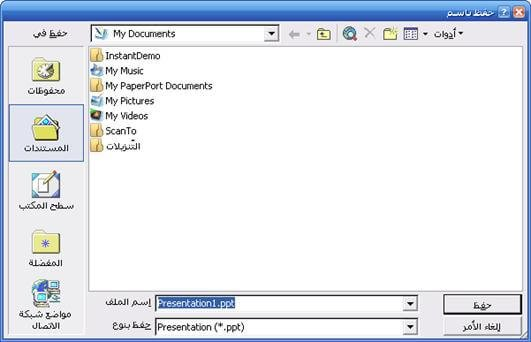 حفظ باسم
حفظ في
My Documents
أدوات
محفوظات
المستندات
سطح المكتب
المفضلة
مواضع شبكة
الاتصال
InstantDemo
My Music
My PaperPort Documents
My Pictures
My Videos
ScanTo
التنزيلات
إسم الملف
Presentation1.ppt
حفظ
حفظ بنوع
Presentation (*.ppt)
إلغاء الأمر